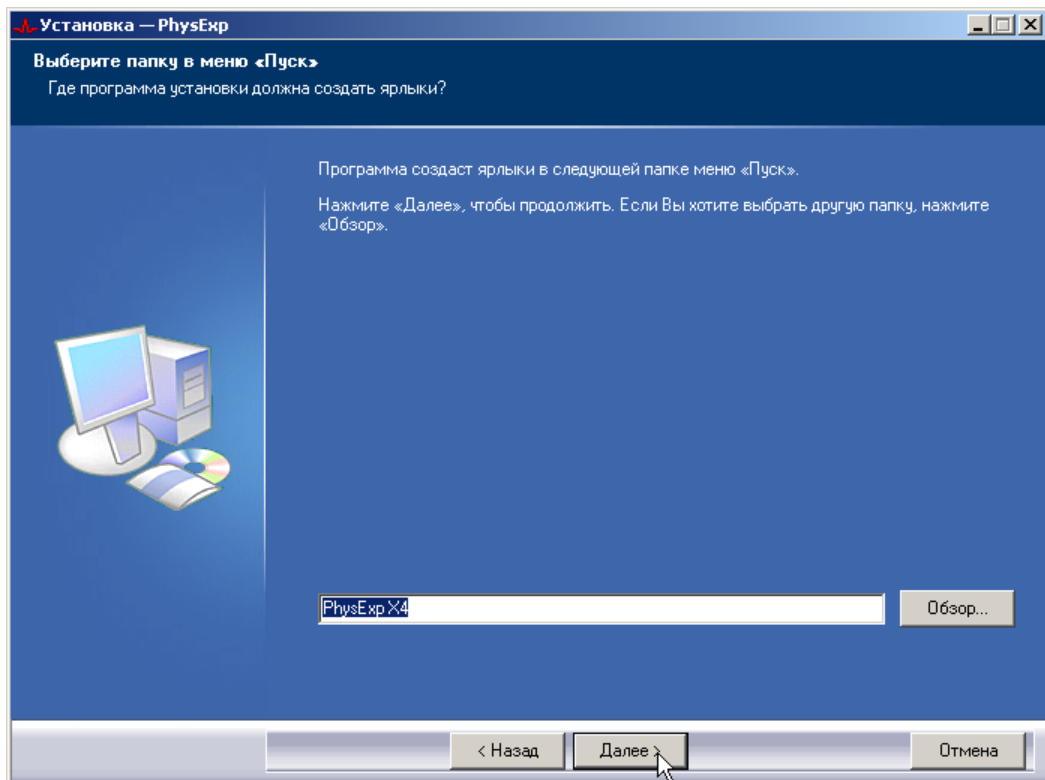 Установка — PhysExp
Выберите папку в меню «Пуск»
Где программа установки должна создать ярлыки?
Программа создаст ярлыки в следующей папке меню «Пуск».
Нажмите «Далее», чтобы продолжить. Если Вы хотите выбрать другую папку, нажмите
«Обзор».
PhysExp X4
Обзор...
< Назад
Далее >
Отмена